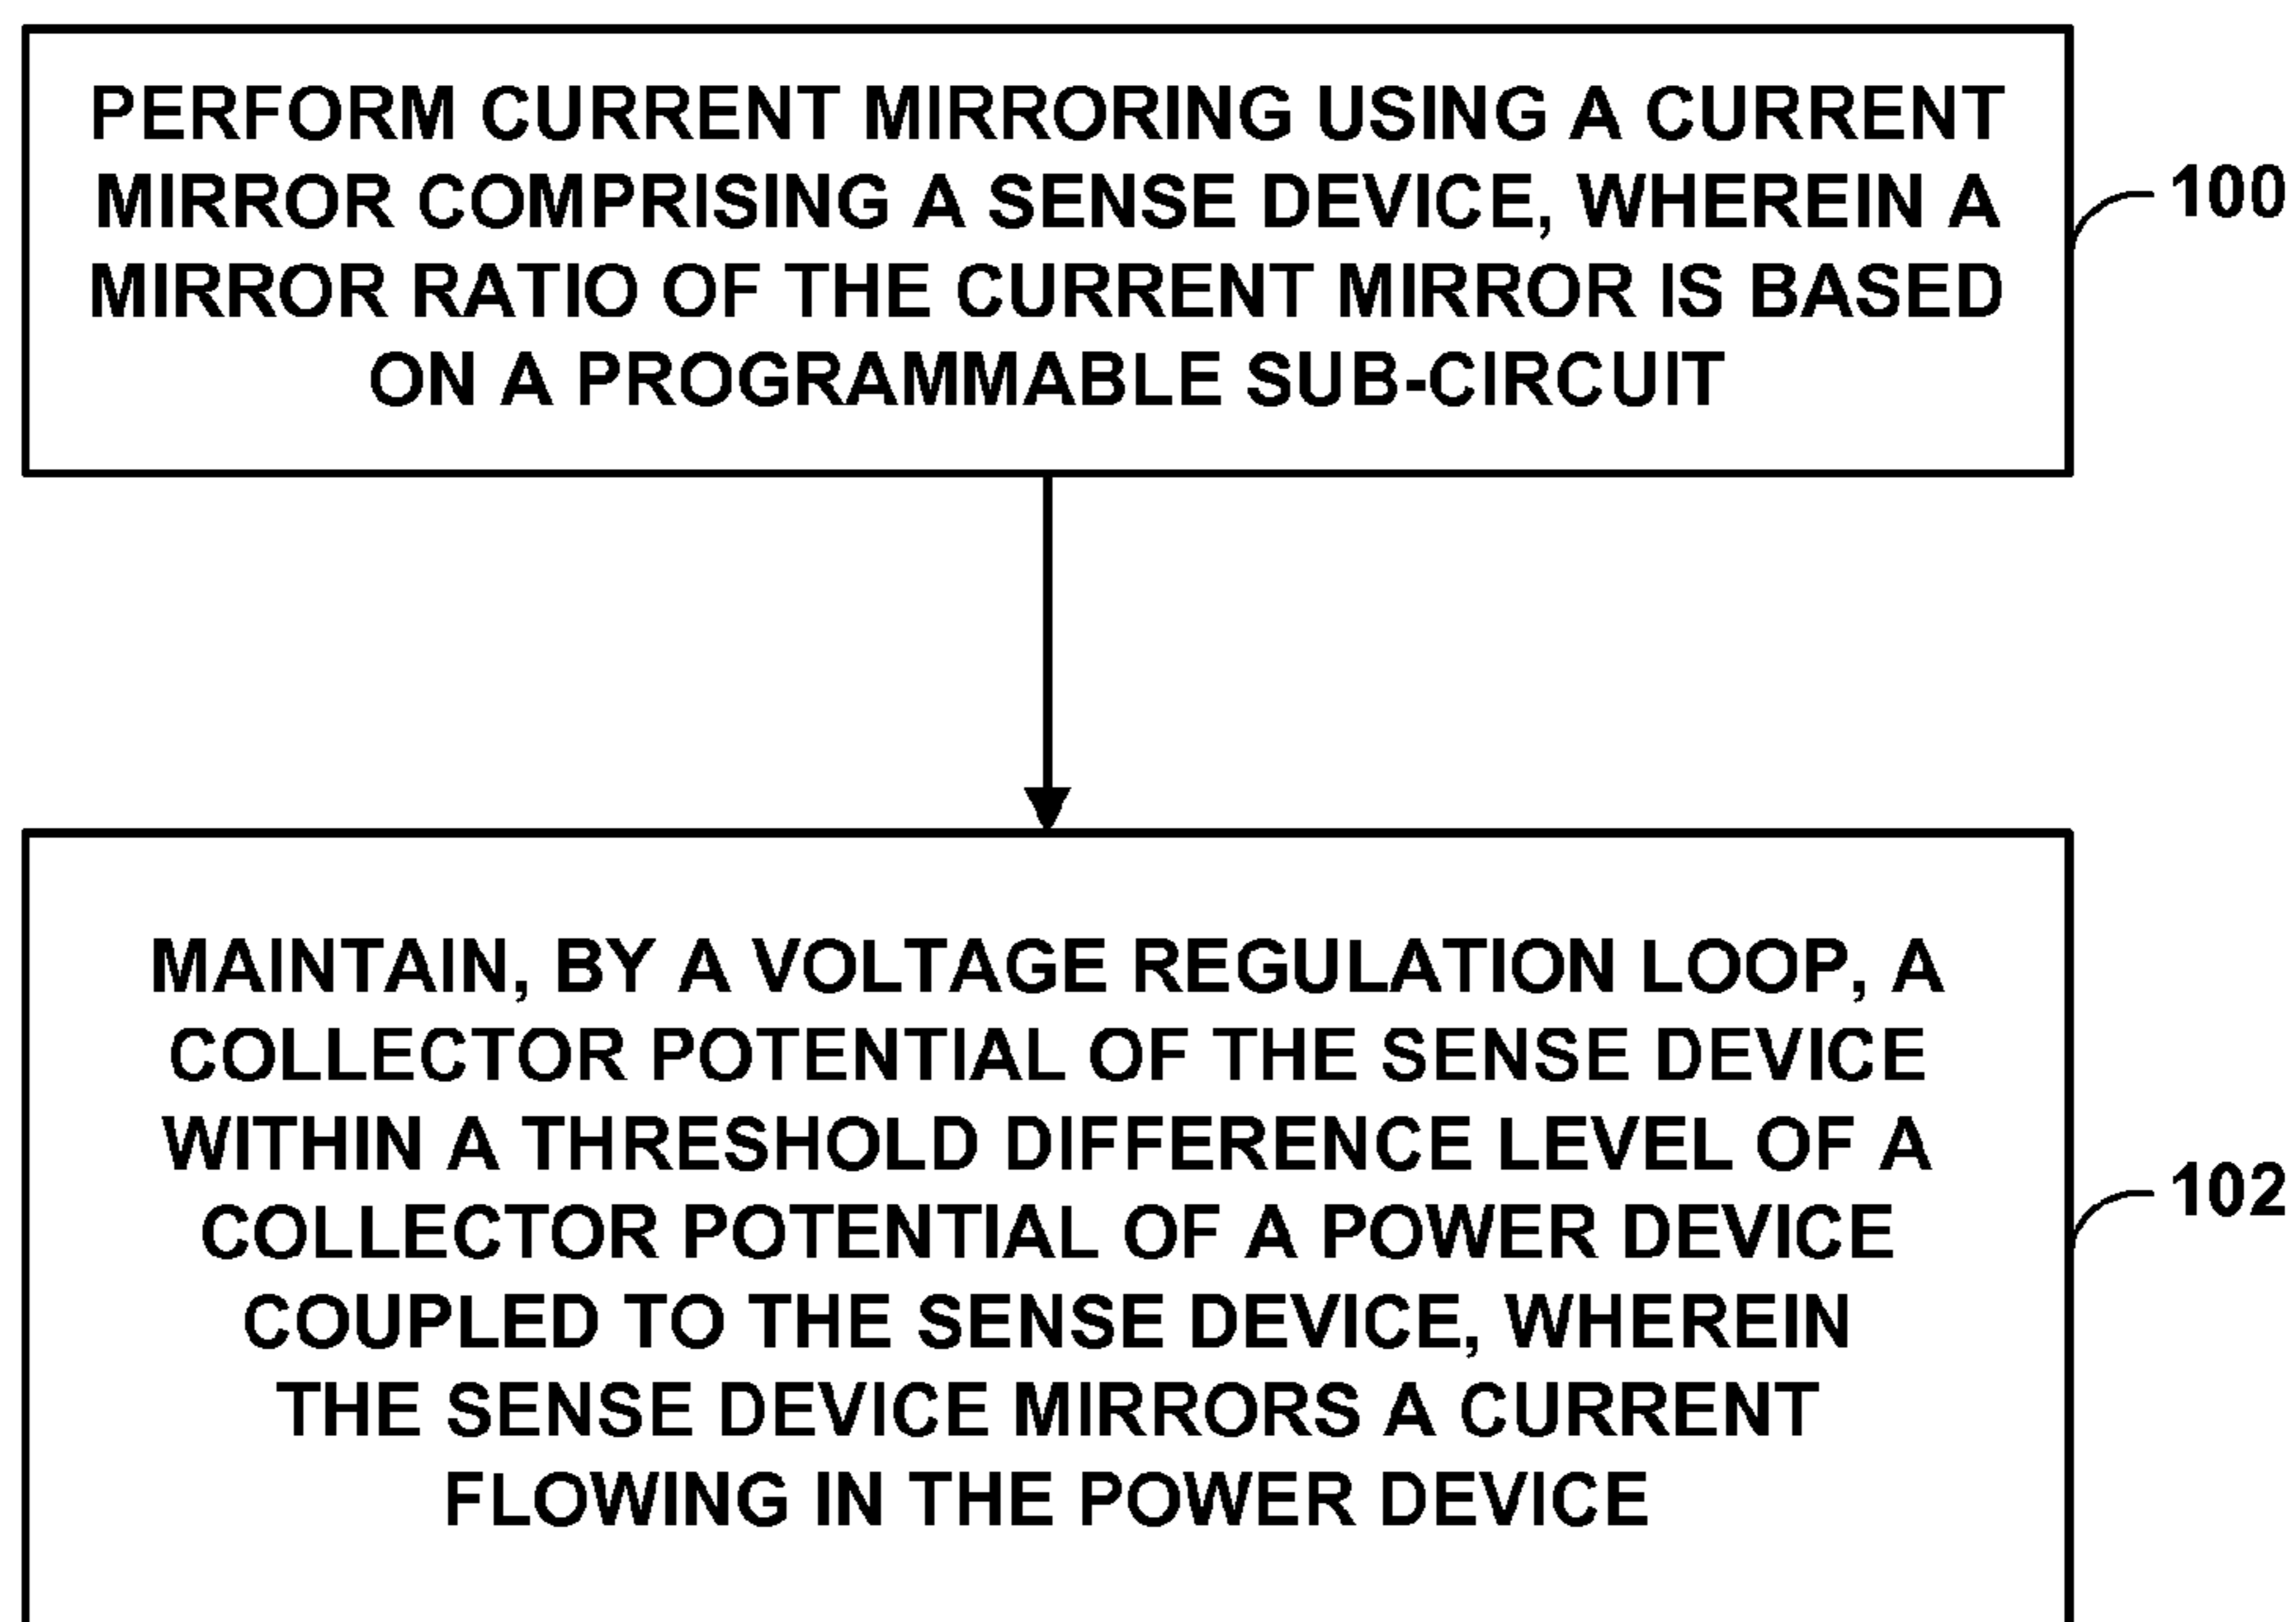 PERFORM CURRENT MIRRORING USING A CURRENT
MIRROR COMPRISING A SENSE DEVICE, WHEREIN A
MIRROR RATIO OF THE CURRENT MIRROR IS BASED
ON A PROGRAMMABLE SUB-CIRCUIT
100
MAINTAIN, BY A VOLTAGE REGULATION LOOP, A
COLLECTOR POTENTIAL OF THE SENSE DEVICE
WITHIN A THRESHOLD DIFFERENCE LEVEL OF A
COLLECTOR POTENTIAL OF A POWER DEVICE
COUPLED TO THE SENSE DEVICE, WHEREIN
THE SENSE DEVICE MIRRORS A CURRENT
FLOWING IN THE POWER DEVICE
102